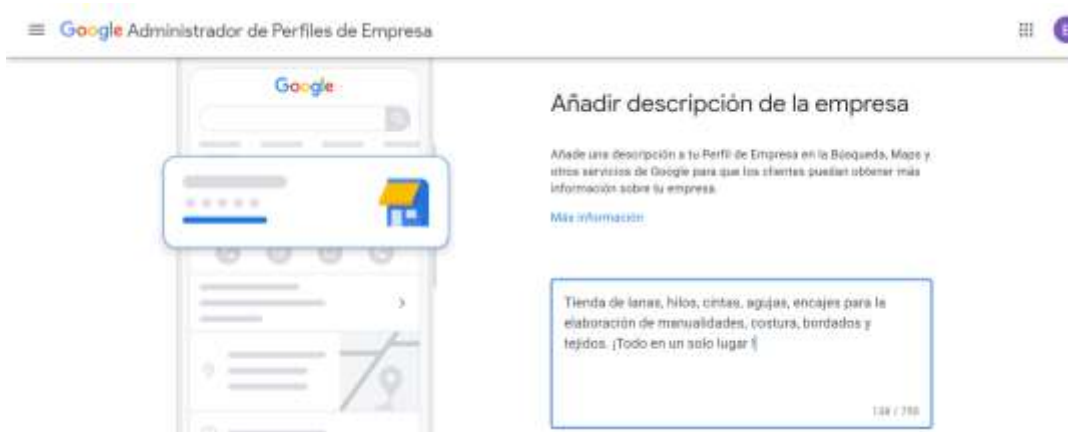 Google Administrador de Perfiles de Empresa
Google
Añadir descripción de la empresa
Añade una descripción a tu Perfil de Empresa en la Búsqueda, Maps y
otros servicios de Google para que los clientes puedan obtener más
información sobre tu empresa.
Más información
Tienda de lanas, hilos, cintas, agujas, encajes para la
elaboración de manualidades, costura, bordados y
tejidos. ¡Todo en un solo lugar !
/ 750